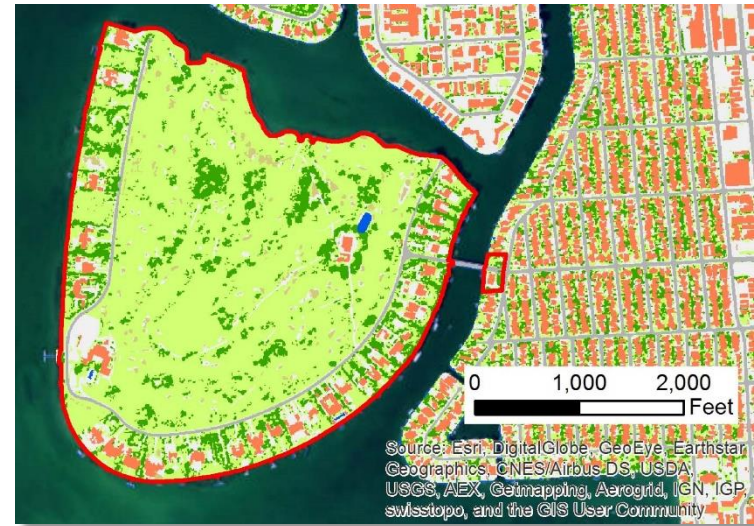 0 1,000 2,000
Feet
Source: Esri, DigitalGlobe, GeoEye, Earthstar
Geographics, CNES/Airbus DS, USDA,
USGS, AEX, Getmapping, Aerogrid, IGN, IGP,
swisstopo, and the GIS User Community